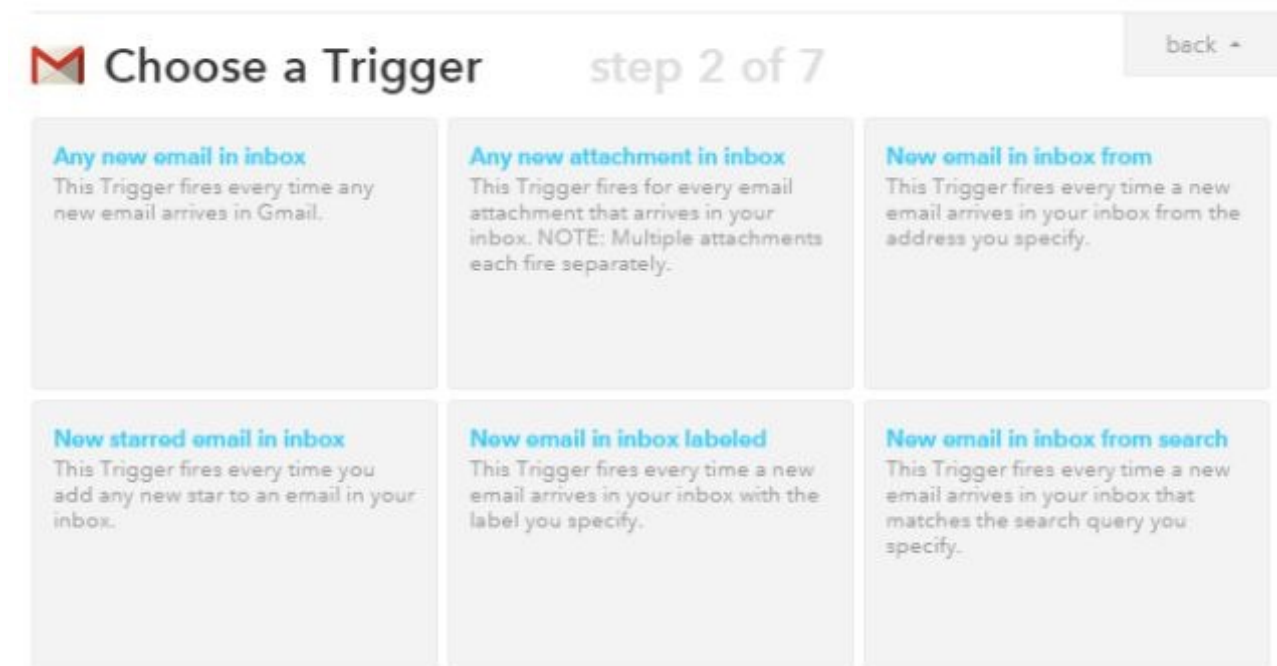 Choose a Trigger
step 2 of 7
back
Any new email in inbox
This Trigger fires every time any
new email arrives in Gmail.
Any new attachment in inbox
This Trigger fires for every email
attachment that arrives in your
inbox. NOTE: Multiple attachments
each fire separately.
New email in inbox from
This Trigger fires every time a new
email arrives in your inbox from the
address you specify.
New starred email in inbox
This Trigger fires every time you
add any new star to an email in your
inbox.
New email in inbox labeled
This Trigger fires every time a new
email arrives in your inbox with the
label you specify.
New email in inbox from search
This Trigger fires every time a new
email arrives in your inbox that
matches the search query you
specify.